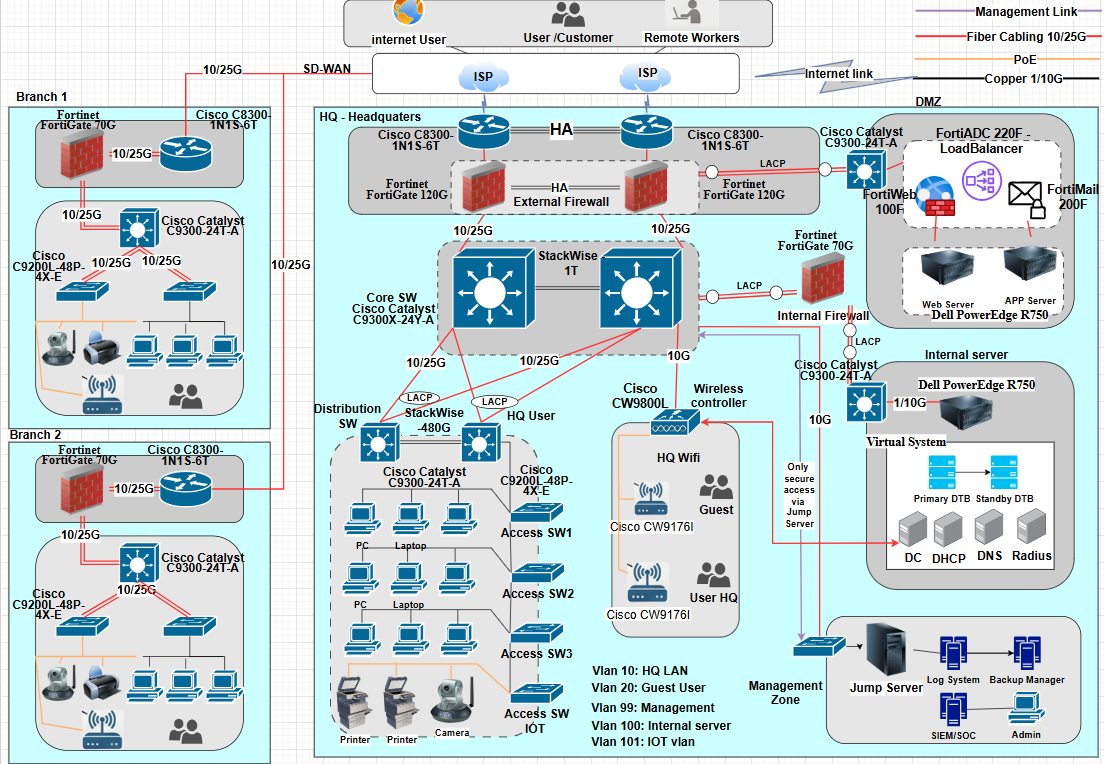 internet User
User /Customer
Remote Workers
Management Link
Fiber Cabling 10/25G
PoE
Copper 1/10G
Internet link
ISP
ISP
10/25G
SD-WAN
10/25G
Branch 1
Fortinet
FortiGate 70G
Cisco C8300-
1N1S-6T
10/25G
10/25G
Cisco Catalyst
C9300-24T-A
Cisco
C9200L-48P-
4X-E
10/25G
10/25G
Branch 2
Fortinet
FortiGate 70G
Cisco C8300-
1N1S-6T
10/25G
10/25G
Cisco Catalyst
C9300-24T-A
10/25G
Cisco
C9200L-48P-
4X-E
HQ - Headquaters
Cisco C8300-
1N1S-6T
HA
Cisco C8300-
1N1S-6T
Fortinet
FortiGate 120G
HA
External Firewall
Fortinet
FortiGate 120G
LACP
10/25G
10/25G
StackWise
1T
Core SW
Cisco Catalyst
C9300X-24Y-A
LACP
10/25G
10/25G
10G
LACP
LACP
Distribution
SW
StackWise
-480G
HQ User
Cisco Catalyst
C9300-24T-A
Cisco
C9200L-48P-
4X-E
Access SW1
PC
Laptop
Access SW2
PC
Laptop
Access SW3
Access SW
IÓT
Printer
Printer
Camera
Cisco
CW9800L
Wireless
controller
HQ Wifi
Guest
Cisco CW9176I
User HQ
Cisco CW9176I
Vlan 10: HQ LAN
Vlan 20: Guest User
Vlan 99: Management
Vlan 100: Internal server
Vlan 101: IOT vlan
DMZ
Cisco Catalyst
C9300-24T-A
FortiADC 220F -
LoadBalancer
FortiWeb
100F
FortiMail
200F
Web Server
APP Server
Dell PowerEdge R750
Fortinet
FortiGate 70G
Internal Firewall
LACP
Internal server
Cisco Catalyst
C9300-24T-A
1/10G
Dell PowerEdge R750
Virtual System
Primary DTB
Standby DTB
DC
DHCP
DNS
Radius
10G
Only
secure
access
via
Jump
Server
Management
Zone
Jump Server
Log System
Backup Manager
SIEM/SOC
Admin